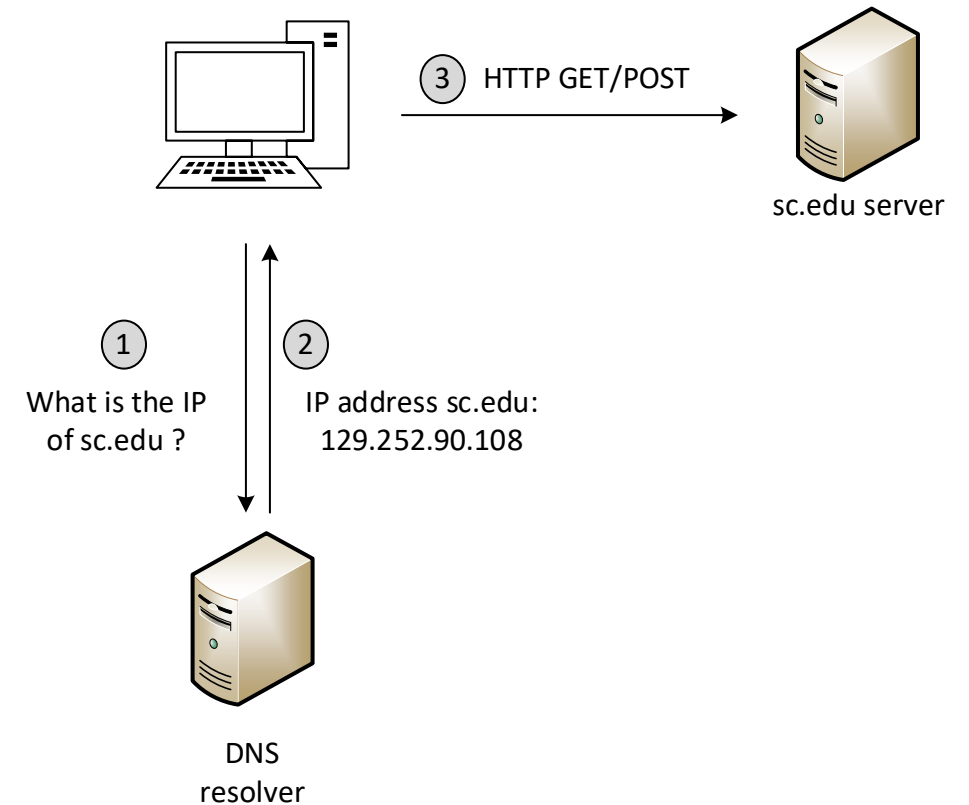 3 HTTP GET/POST
sc.edu server
1
What is the IP
of sc.edu ?
2
IP address sc.edu:
129.252.90.108
DNS
resolver